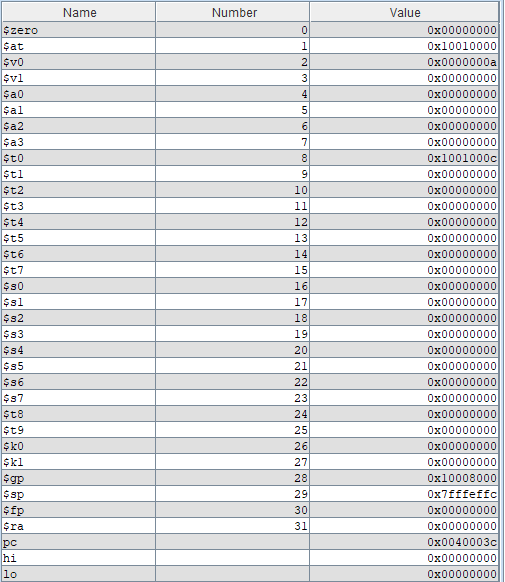 Name Number Value
$zero 0 0x00000000
$at 1 0x10010000
$v0 2 0x0000000a
$v1 3 0x00000000
$a0 4 0x00000000
$a1 5 0x00000000
$a2 6 0x00000000
$a3 7 0x00000000
$t0 8 0x1001000c
$t1 9 0x00000000
$t2 10 0x00000000
$t3 11 0x00000000
$t4 12 0x00000000
$t5 13 0x00000000
$t6 14 0x00000000
$t7 15 0x00000000
$s0 16 0x00000000
$s1 17 0x00000000
$s2 18 0x00000000
$s3 19 0x00000000
$s4 20 0x00000000
$s5 21 0x00000000
$s6 22 0x00000000
$s7 23 0x00000000
$t8 24 0x00000000
$t9 25 0x00000000
$k0 26 0x00000000
$k1 27 0x00000000
$gp 28 0x10008000
$sp 29 0x7fffeffc
$fp 30 0x00000000
$ra 31 0x00000000
pc 0x0040003c
hi 0x00000000
lo 0x00000000